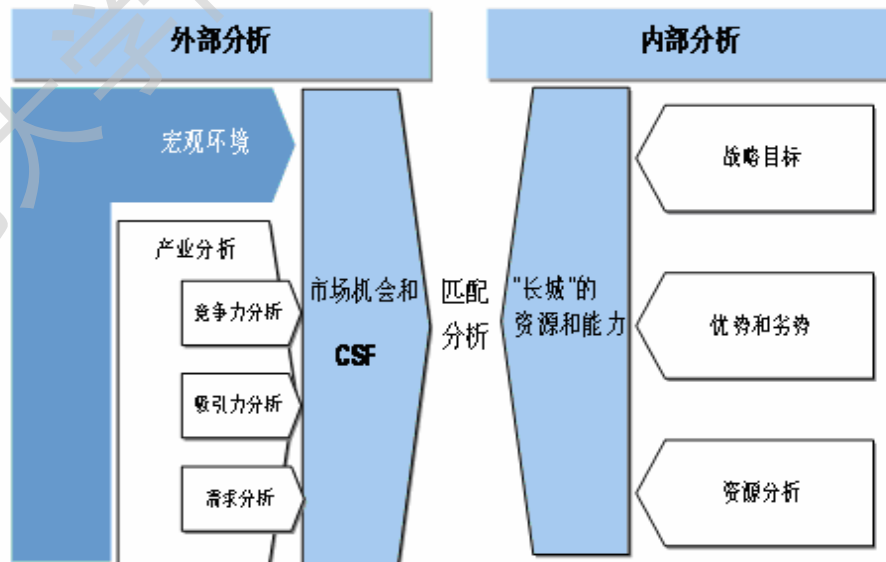 外部分析
内部分析
宏观环境
产业分析
竞争力分析
吸引力分析
需求分析
市场机会和
CSF
匹配
分析
"长城"的
资源和能力
战略目标
优势和劣势
资源分析
大学